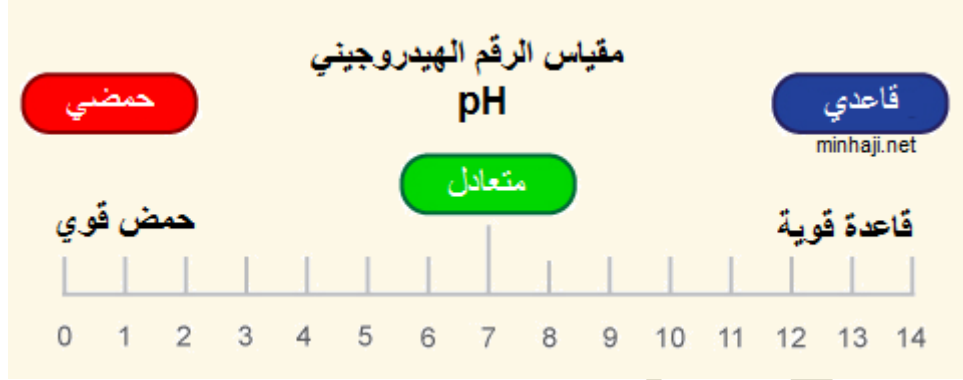 مقياس الرقم الهيدروجيني
pH
حمضي
قاعدي
minhaji.net
متعادل
حمض قوي
قاعدة قوية
0 1 2 3 4 5 6 7 8 9 10 11 12 13 14